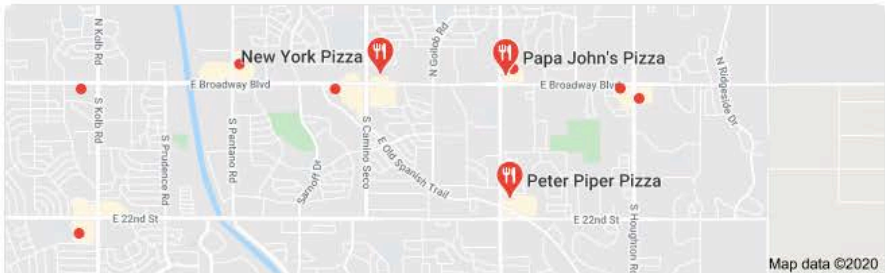 N Kolb Rd
New York Pizza
N Gollob Rd
Papa John's Pizza
N Ridgeside Dr
E Broadway Blvd
E Broadway Blvd
S Kolb Rd
S Prudence Rd
S Pantano Rd
Sarnoff Dr
S Camino Seco
E Old Spanish Trail
Peter Piper Pizza
E 22nd St
E 22nd St
S Houghton Rd
Map data ©2020